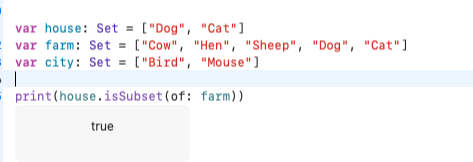 var house: Set = ["Dog", "Cat"]
var farm: Set = ["Cow", "Hen", "Sheep", "Dog", "Cat"]
var city: Set = ["Bird", "Mouse"]
print(house.isSubset(of: farm))
true